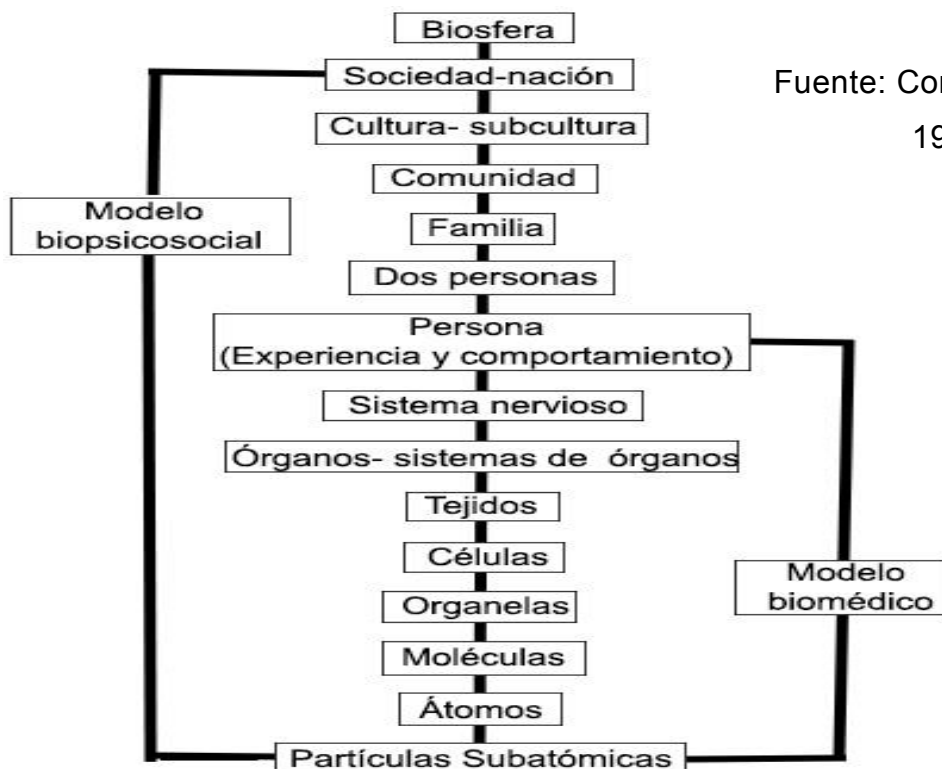 Biosfera
Sociedad-nación
Fuente:
19
Cultura- subcultura
Comunidad
Modelo
biopsicosocial
Familia
Dos personas
Persona
(Experiencia y comportamiento)
Sistema nervioso
Órganos- sistemas de órganos
Tejidos
Células
Modelo
biomédico
Organelas
Moléculas
Átomos
Partículas Subatómicas